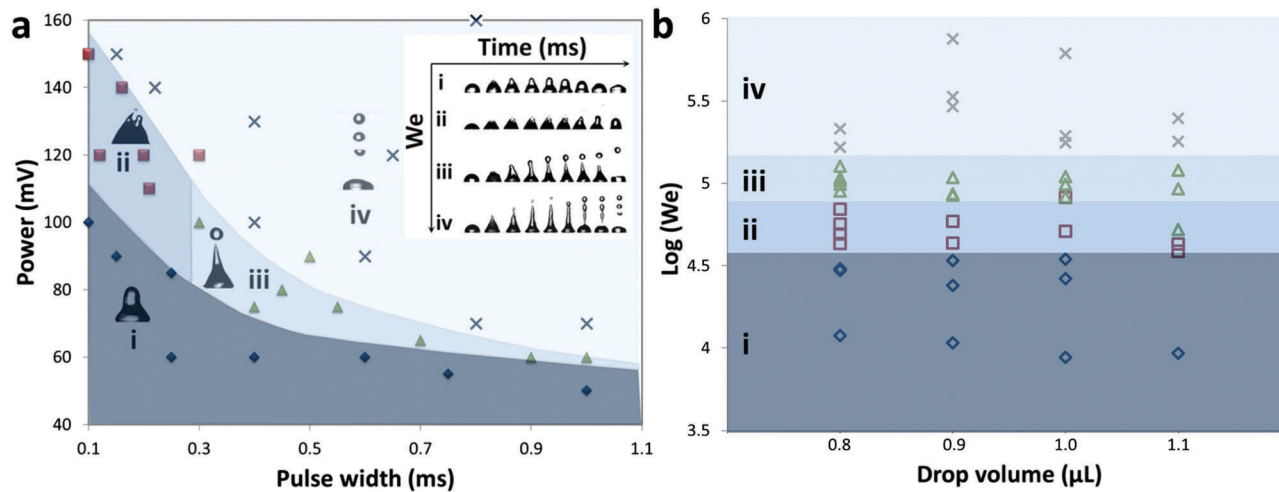 a
160
140
120
100
80
60
40
Power (mV)
0.1 0.3 0.5 0.7 0.9 1.1
Pulse width (ms)
i
ii
iii
iv
Time (ms)
We
i
ii
iii
iv
b
6
5.5
5
4.5
4
3.5
Log (We)
iv
iii
ii
i
0.8 0.9 1.0 1.1
Drop volume (µL)